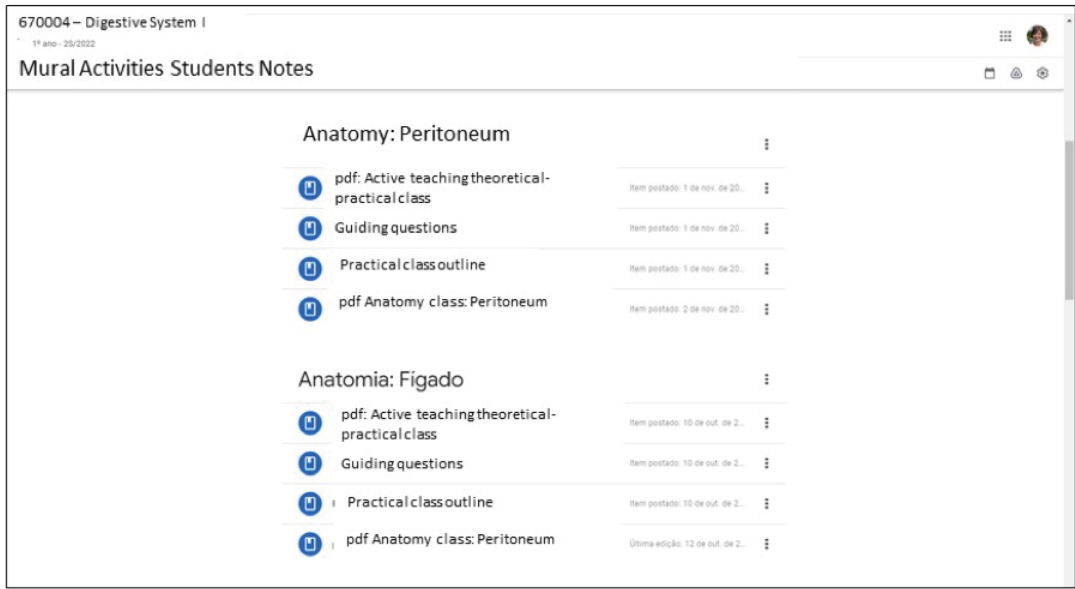 670004 – Digestive System I
1º ano - 2S/2022
Mural Activities Students Notes
Anatomy: Peritoneum
pdf: Active teaching theoretical-
practical class
Item postado: 1 de nov. de 20...
Guiding questions
Item postado: 1 de nov. de 20...
Practical class outline
Item postado: 1 de nov. de 20...
pdf Anatomy class: Peritoneum
Item postado: 2 de nov. de 20...
Anatomia: Fígado
pdf: Active teaching theoretical-
practical class
Item postado: 10 de out. de 2...
Guiding questions
Item postado: 10 de out. de 2...
Practical class outline
Item postado: 10 de out. de 2...
pdf Anatomy class: Peritoneum
Última edição: 12 de out. de 2...